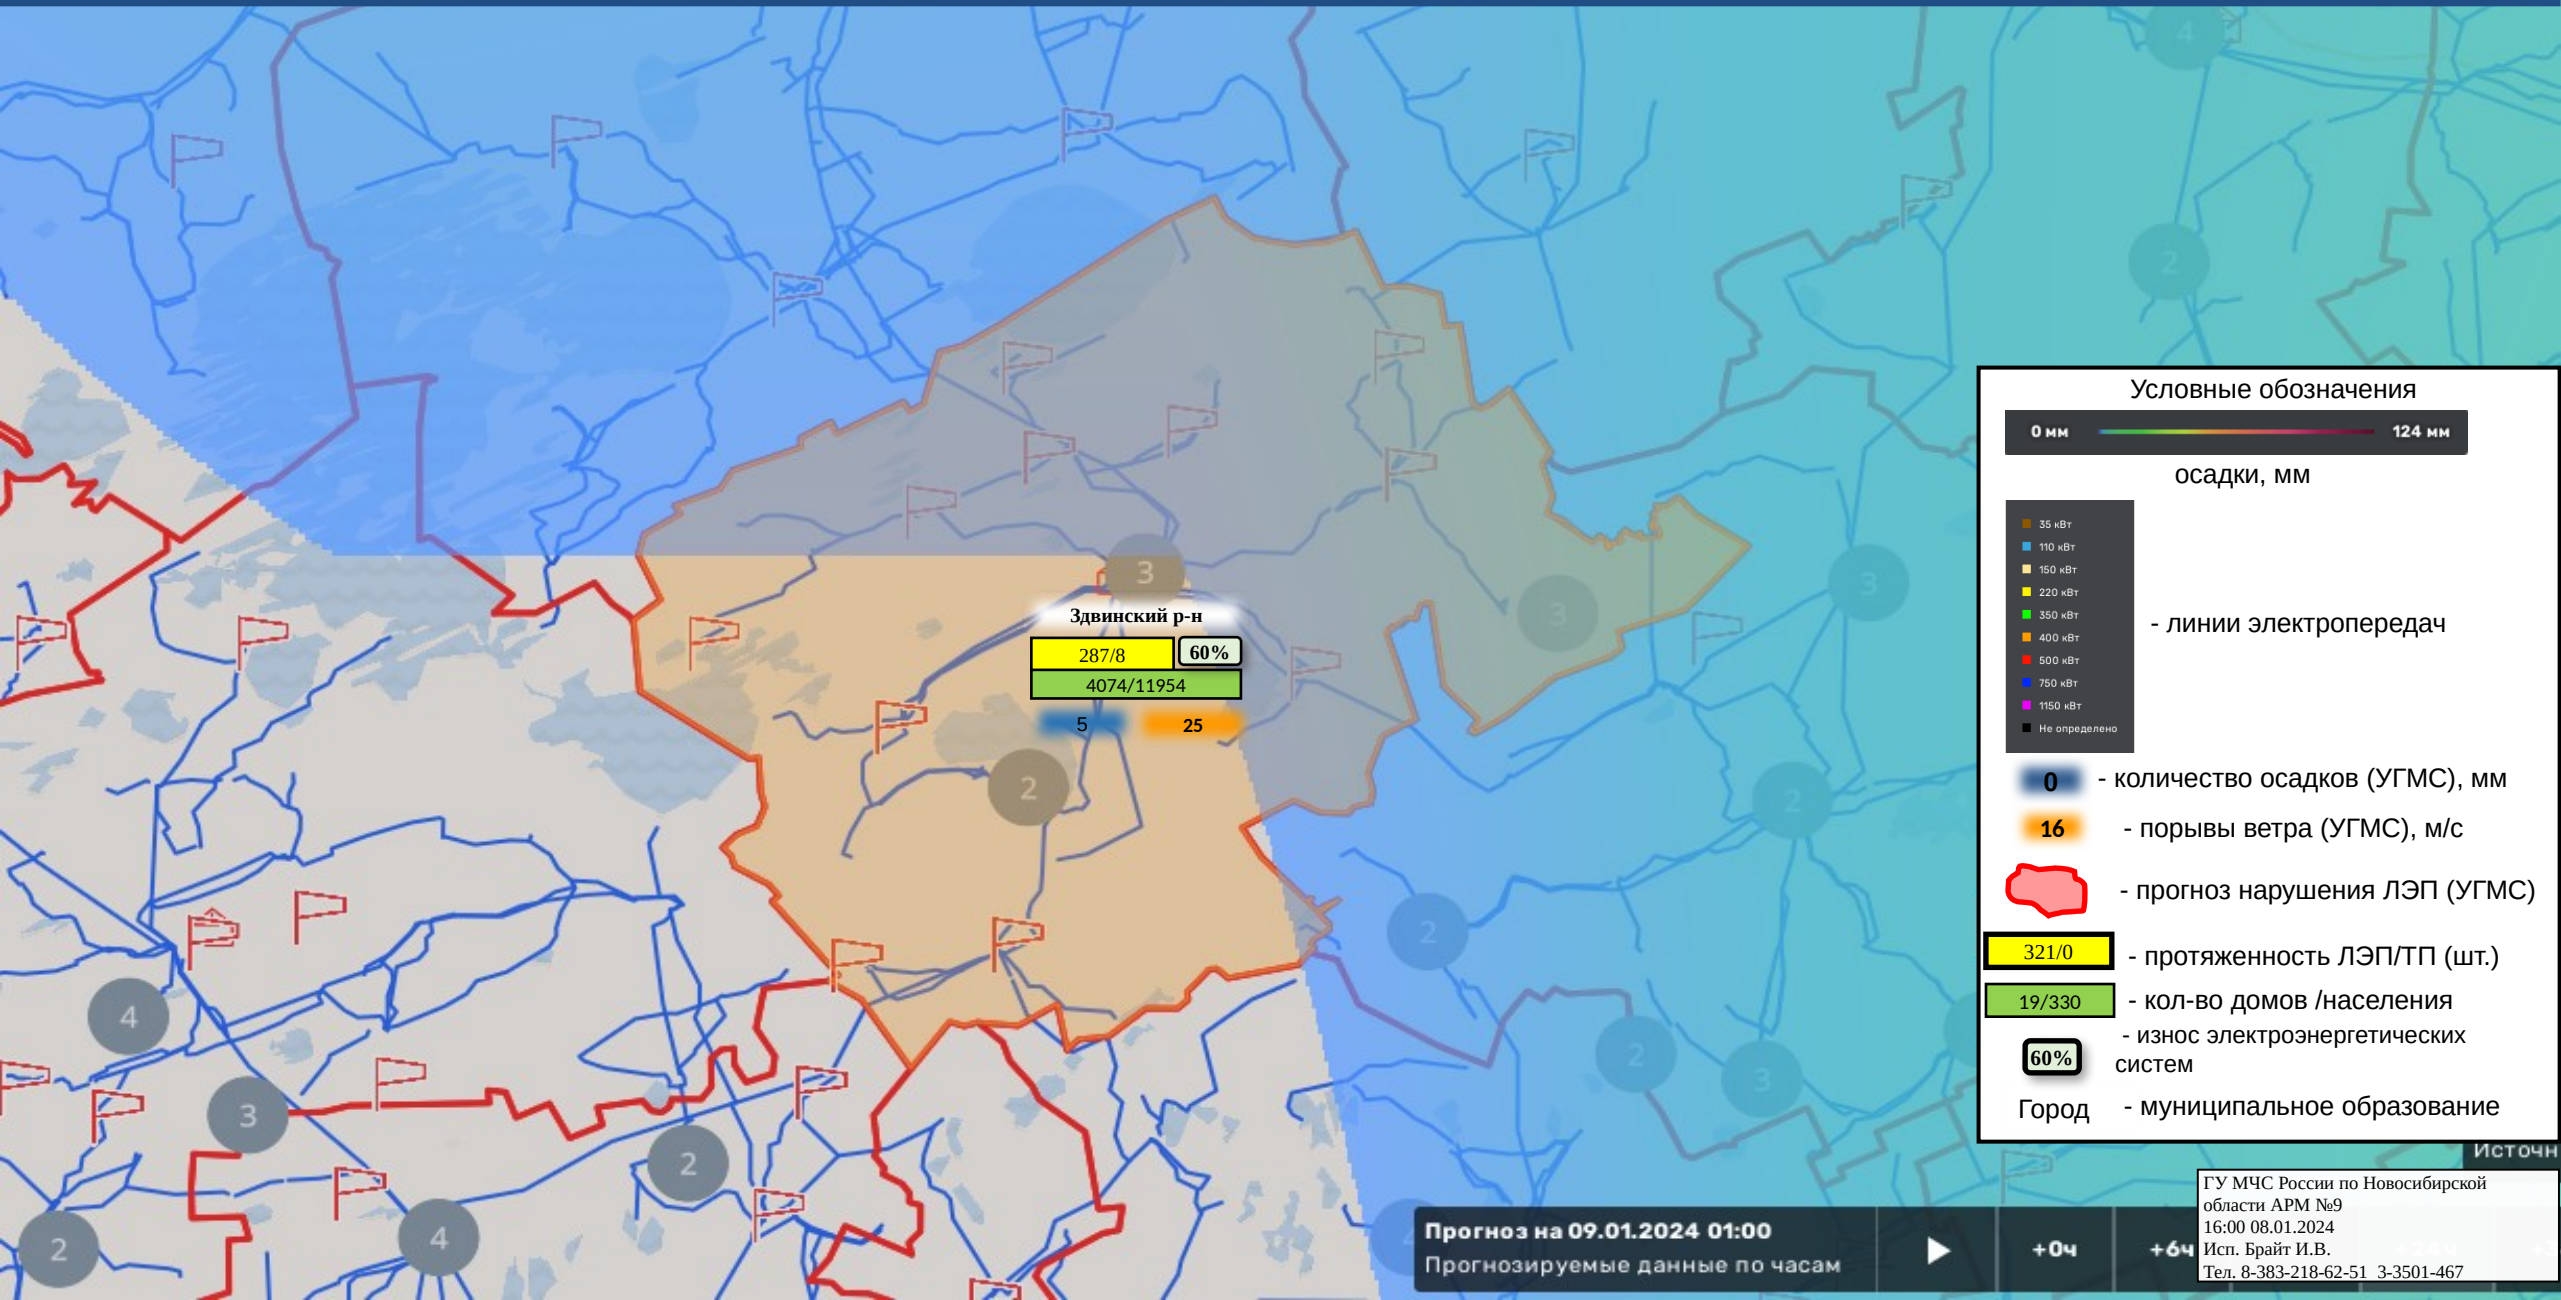 4
2
3
3
3
Здвинский р-н
287/8
60%
4074/11954
5
25
2
2
2
4
2
3
3
2
4
2
Условные обозначения
0 мм
124 мм
осадки, мм
35 кВт
110 кВт
150 кВт
220 кВт
350 кВт
400 кВт
500 кВт
750 кВт
1150 кВт
Не определено
- линии электропередач
0 - количество осадков (УГМС), мм
16 - порывы ветра (УГМС), м/с
- прогноз нарушения ЛЭП (УГМС)
321/0 - протяженность ЛЭП/ТП (шт.)
19/330 - кол-во домов /населения
60% - износ электроэнергетических
систем
Город - муниципальное образование
Источн
ГУ МЧС России по Новосибирской
области АРМ №9
16:00 08.01.2024
Исп. Брайт И.В.
Тел. 8-383-218-62-51 3-3501-467
Прогноз на 09.01.2024 01:00
Прогнозируемые данные по часам
+0ч
+6ч